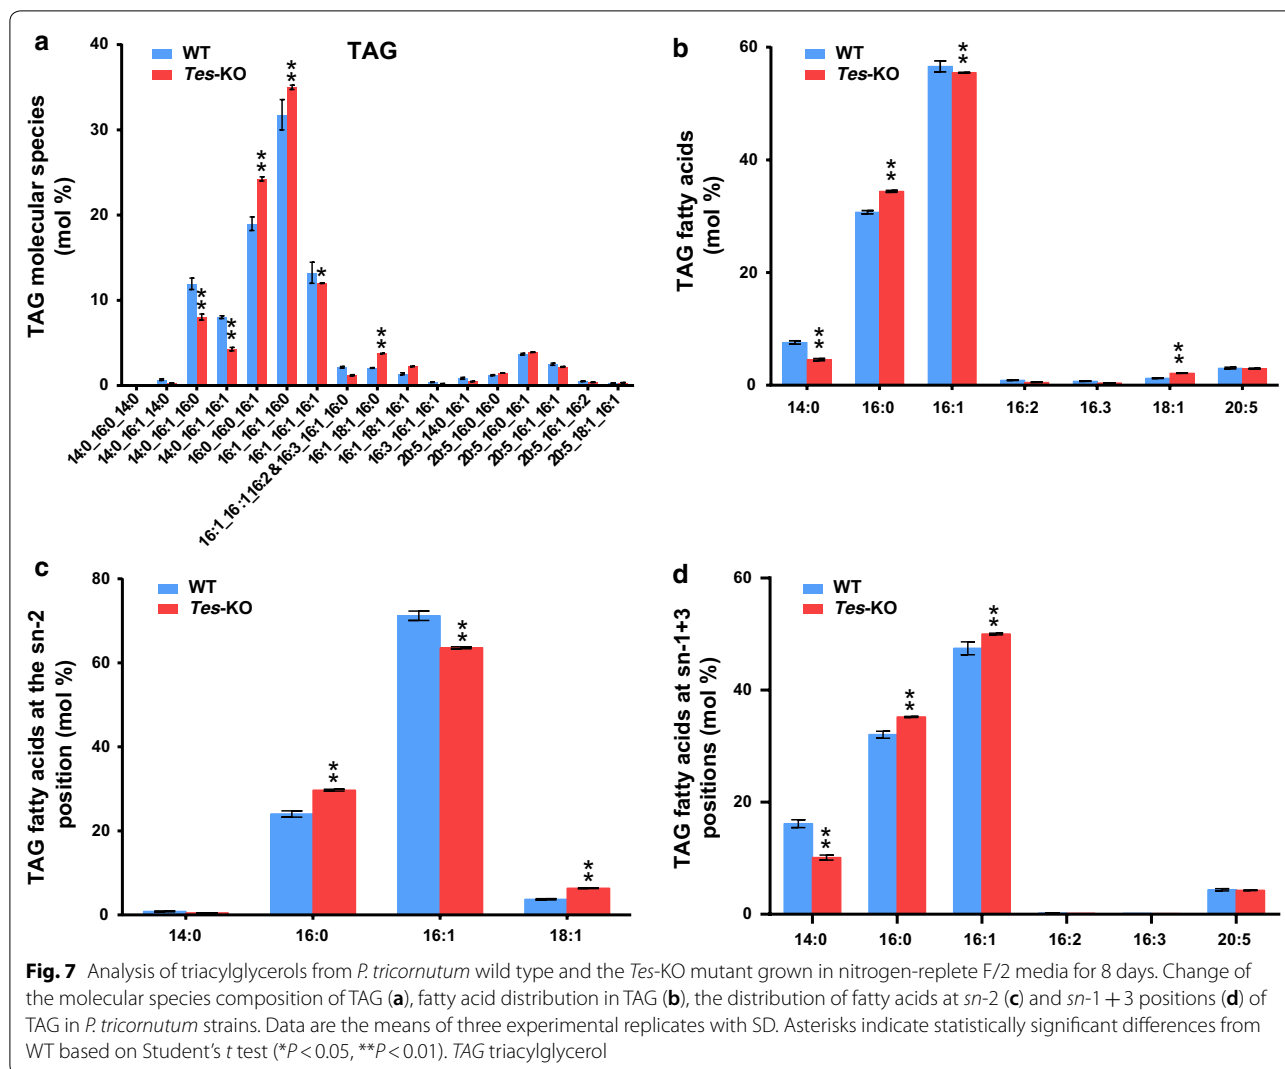 a
WT
Tes-KO
TAG
TAG molecular species
(mol %)
40
30
20
10
0
**
**
**
**
*
**
14:0_16:0_14:0
14:0_16:1_14:0
14:0_16:1_16:0
14:0_16:1_16:1
16:0_16:0_16:1
16:1_16:1_16:0
16:1_16:1_16:1
16:1_16:1_16:2 & 16:3_16:1_16:0
16:1_18:1_16:0
16:1_18:1_16:1
16:3_16:1_16:1
20:5_14:0_16:1
20:5_16:0_16:0
20:5_16:0_16:1
20:5_16:1_16:1
20:5_16:1_16:2
20:5_18:1_16:1
b
WT
Tes-KO
TAG fatty acids
(mol %)
60
40
20
0
**
**
**
**
14:0 16:0 16:1 16:2 16:3 18:1 20:5
c
WT
Tes-KO
TAG fatty acids at the sn-2
position (mol %)
80
60
40
20
0
**
**
**
14:0 16:0 16:1 18:1
d
WT
Tes-KO
TAG fatty acids at sn-1+3
positions (mol %)
60
40
20
0
**
**
**
14:0 16:0 16:1 16:2 16:3 20:5
Fig. 7 Analysis of triacylglycerols from P. tricornutum wild type and the Tes-KO mutant grown in nitrogen-replete F/2 media for 8 days. Change of
the molecular species composition of TAG (a), fatty acid distribution in TAG (b), the distribution of fatty acids at sn-2 (c) and sn-1 + 3 positions (d) of
TAG in P. tricornutum strains. Data are the means of three experimental replicates with SD. Asterisks indicate statistically significant differences from
WT based on Student's t test (*P < 0.05, **P < 0.01). TAG triacylglycerol